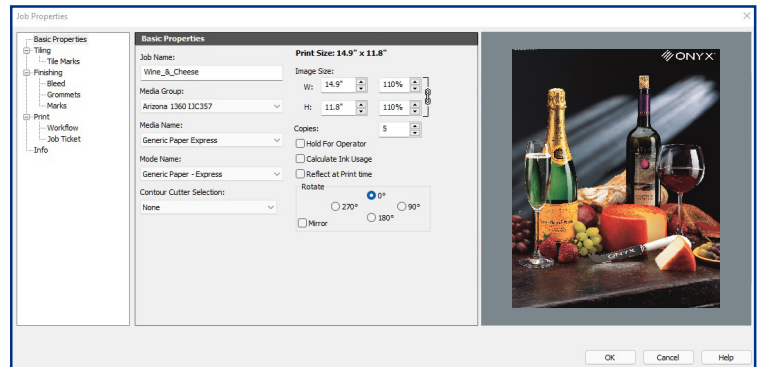 Job Properties
Basic Properties
Tiling
Tile Marks
Finishing
Bleed
Grommets
Marks
Print
Workflow
Job Ticket
Info
Basic Properties
Job Name:
Wine_&_Cheese
Media Group:
Arizona 1360 IJC357
Media Name:
Generic Paper Express
Mode Name:
Generic Paper - Express
Contour Cutter Selection:
None
Print Size: 14.9" x 11.8"
Image Size:
W: 14.9" 110%
H: 11.8" 110%
Copies: 5
Hold For Operator
Calculate Ink Usage
Reflect at Print time
Rotate
0°
270° 90°
180°
Mirror
ONYX
ONYX
OK Cancel Help